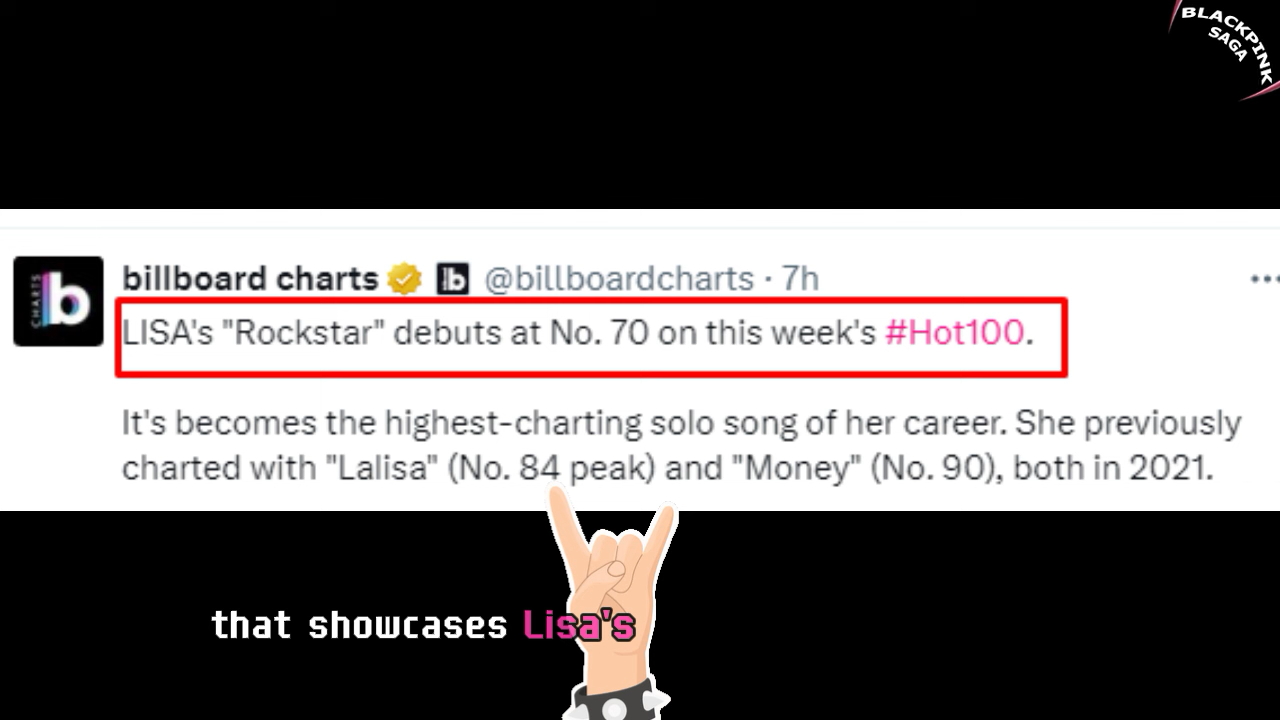 BLACKPINK
SAGA
CHARTS
b
billboard charts b @billboardcharts · 7h
LISA's "Rockstar" debuts at No. 70 on this week's #Hot100.
It's becomes the highest-charting solo song of her career. She previously
charted with "Lalisa" (No. 84 peak) and "Money" (No. 90), both in 2021.
that showcases Lisa's